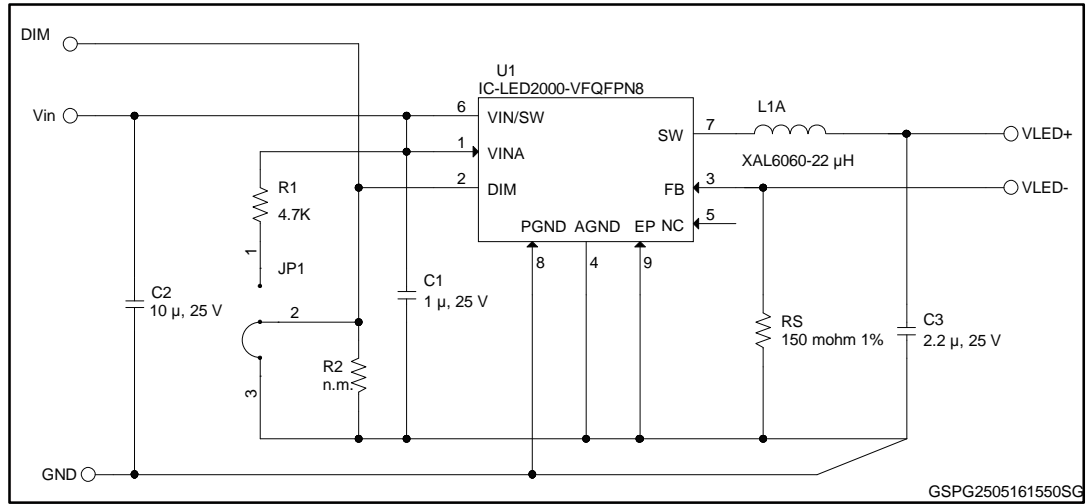 DIM
U1
IC-LED2000-VFQFPN8
Vin
6
VIN/SW
L1A
SW
7
VLED+
1
VINA
XAL6060-22 µH
2
DIM
FB
3
VLED-
R1
4.7K
NC
5
PGND
AGND
EP
8
4
9
1
JP1
C2
10 µ, 25 V
C1
1 µ, 25 V
2
RS
150 mohm 1%
C3
2.2 µ, 25 V
R2
n.m.
3
GND
GSPG2505161550SG